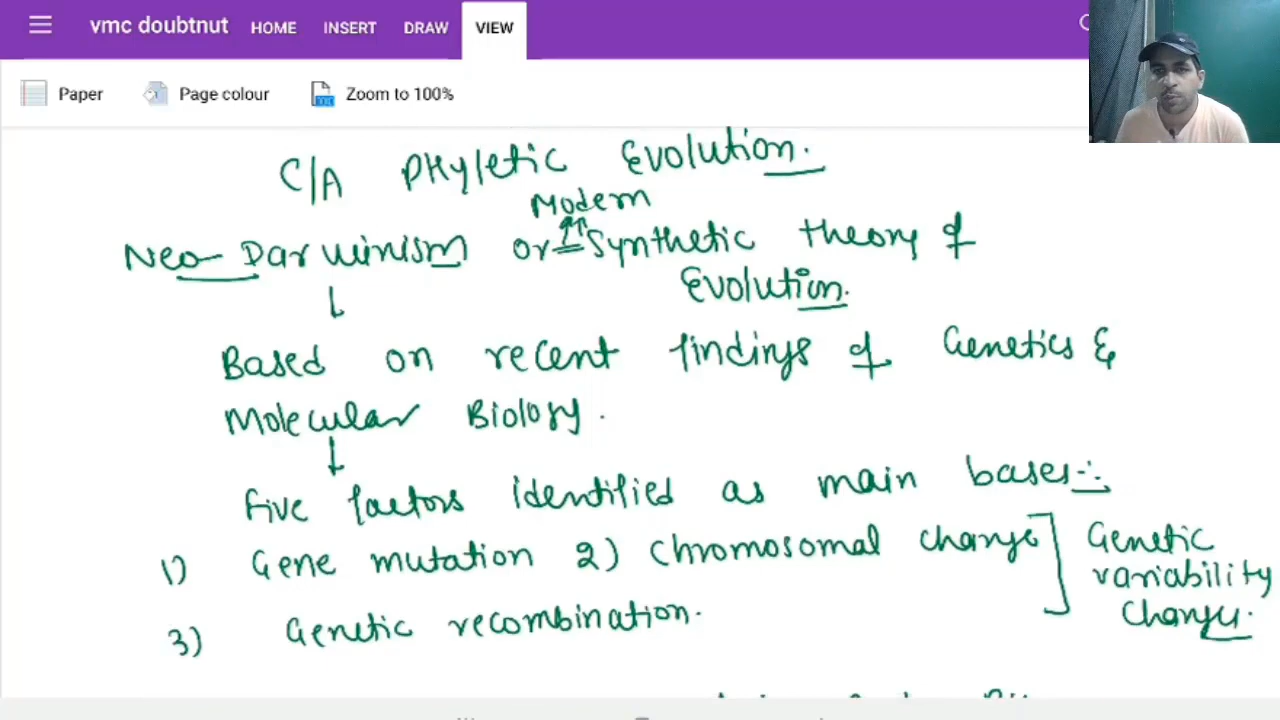 vmc doubtnut HOME INSERT DRAW VIEW
Paper Page colour Zoom to 100%
C/A Phyletic Evolution.
Modern
Neo-Darwinism or Synthetic theory of
Evolution.
Based on recent findings of Genetics &
Molecular Biology.
Five factors identified as main bases:-
1) Gene mutation 2) Chromosomal change
3) Genetic recombination.
Genetic
variability